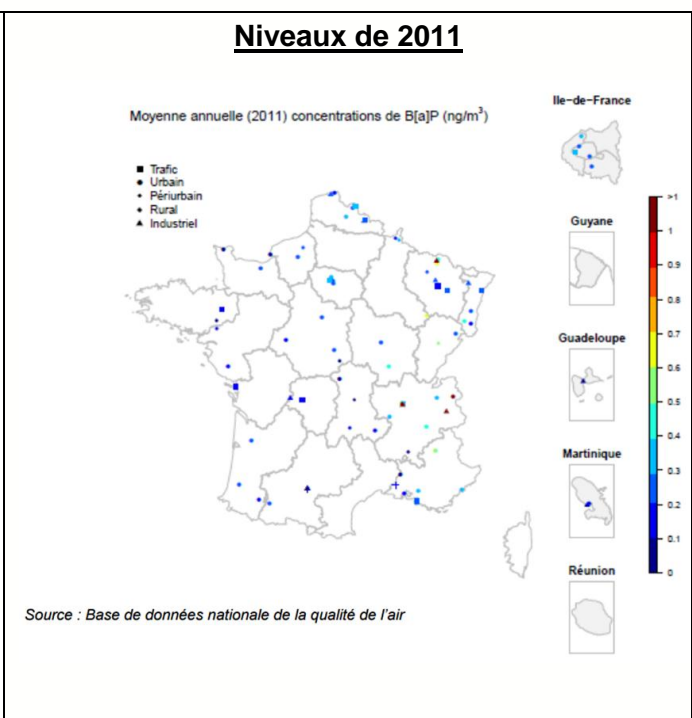 Niveaux de 2011
Moyenne annuelle (2011) concentrations de B[a]P (ng/m³)
Trafic
Urbain
Périurbain
Rural
Industriel
Ile−de−France
Guyane
Guadeloupe
Martinique
Réunion
>1
1
0.9
0.8
0.7
0.6
0.5
0.4
0.3
0.2
0.1
0
Source : Base de données nationale de la qualité de l'air